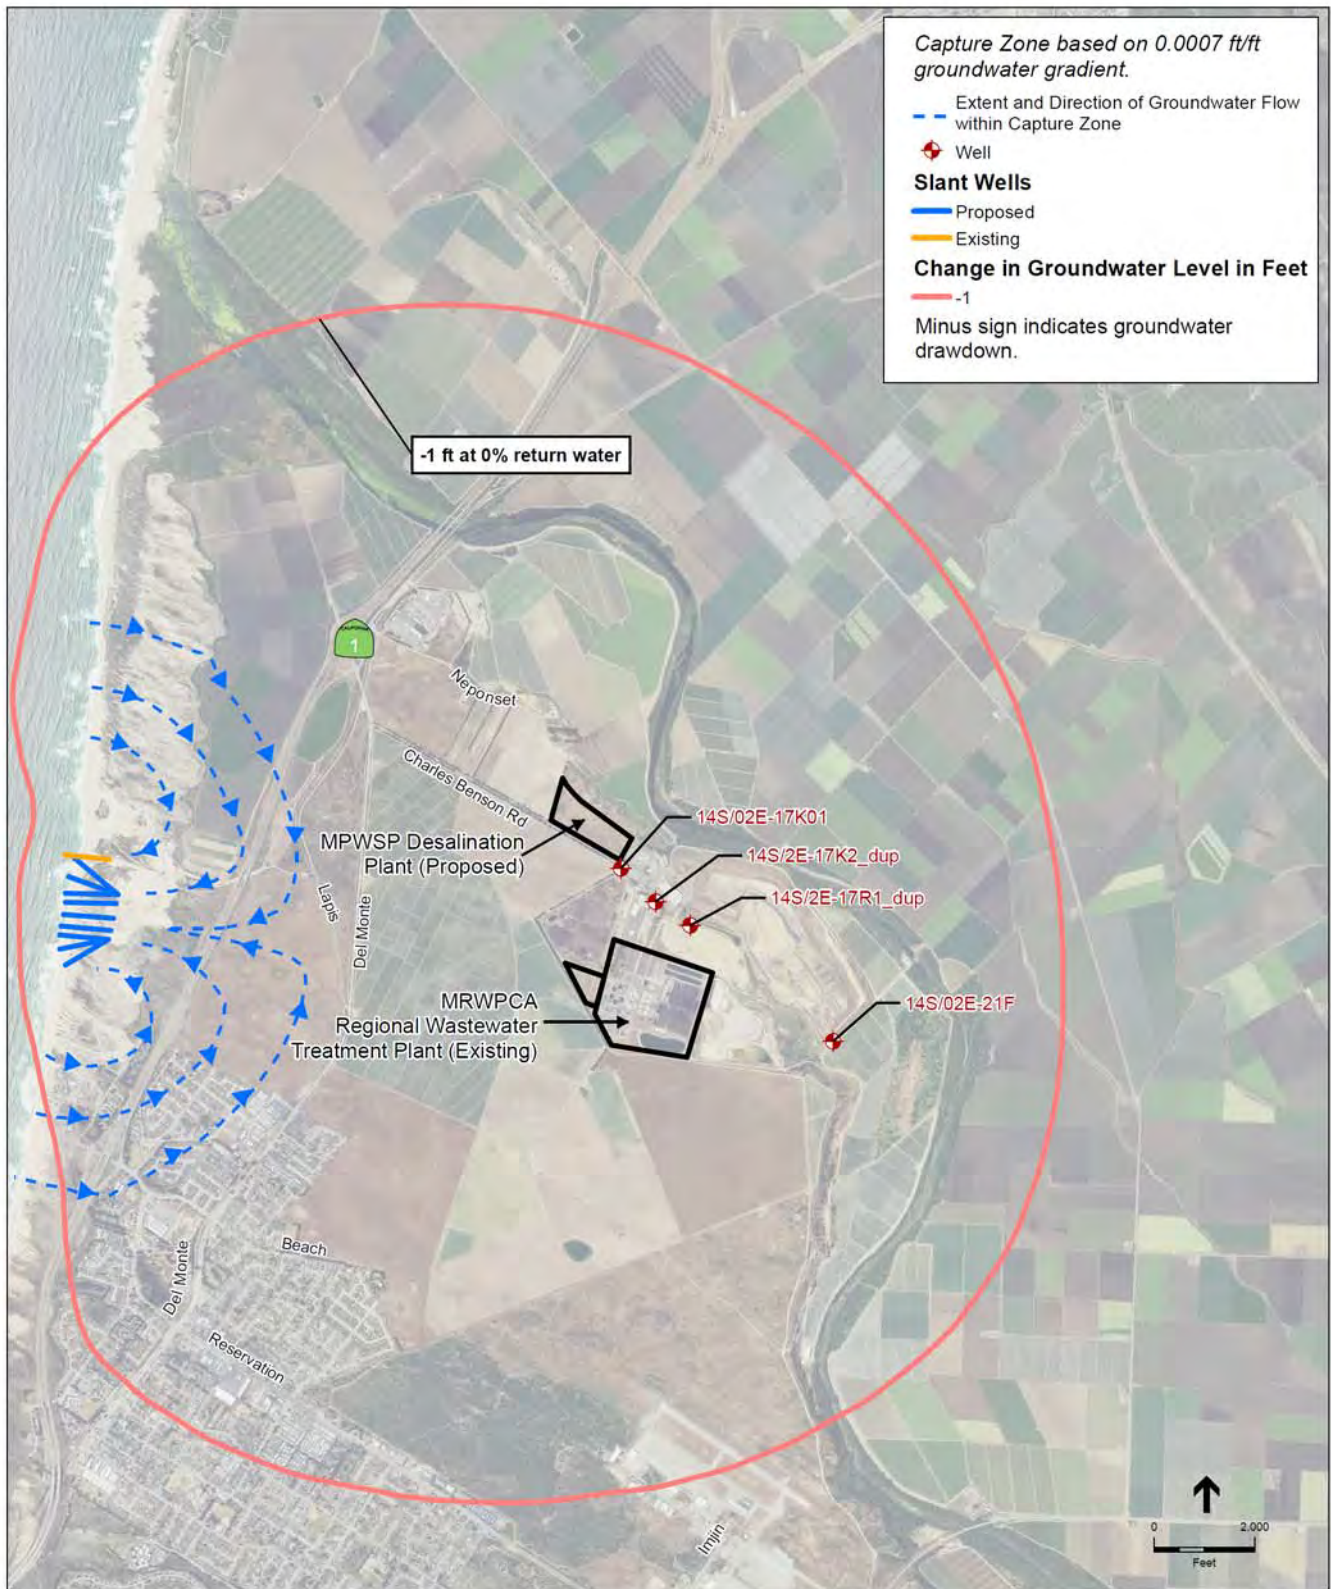 Capture Zone based on 0.0007 ft/ft
groundwater gradient.
Extent and Direction of Groundwater Flow
within Capture Zone
Well
Slant Wells
Proposed
Existing
Change in Groundwater Level in Feet
-1
Minus sign indicates groundwater
drawdown.
-1 ft at 0% return water
CALIFORNIA
1
Neponset
Charles Benson Rd
MPWSP Desalination
Plant (Proposed)
14S/02E-17K01
14S/2E-17K2_dup
14S/2E-17R1_dup
Lapis
Del Monte
MRWPCA
Regional Wastewater
Treatment Plant (Existing)
14S/02E-21F
Beach
Del Monte
Reservation
Imjin
0
2,000
Feet